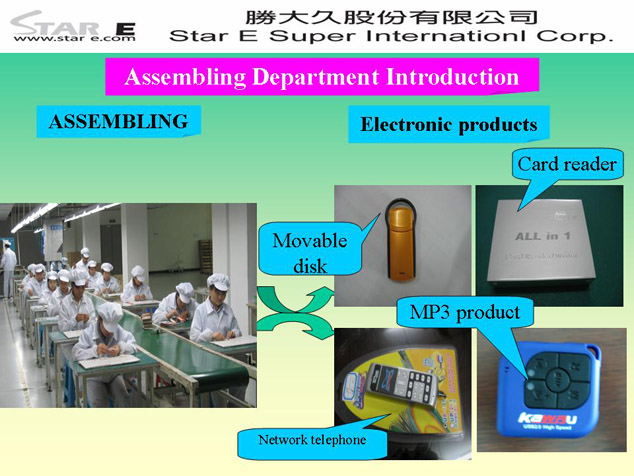 STAR E
www.star e.com
勝大久股份有限公司
Star E Super Internationl Corp.
Assembling Department Introduction
ASSEMBLING
Electronic products
Card reader
Movable
disk
ALL in 1
MP3 product
Kawau
USB2.0 High Speed
Network telephone